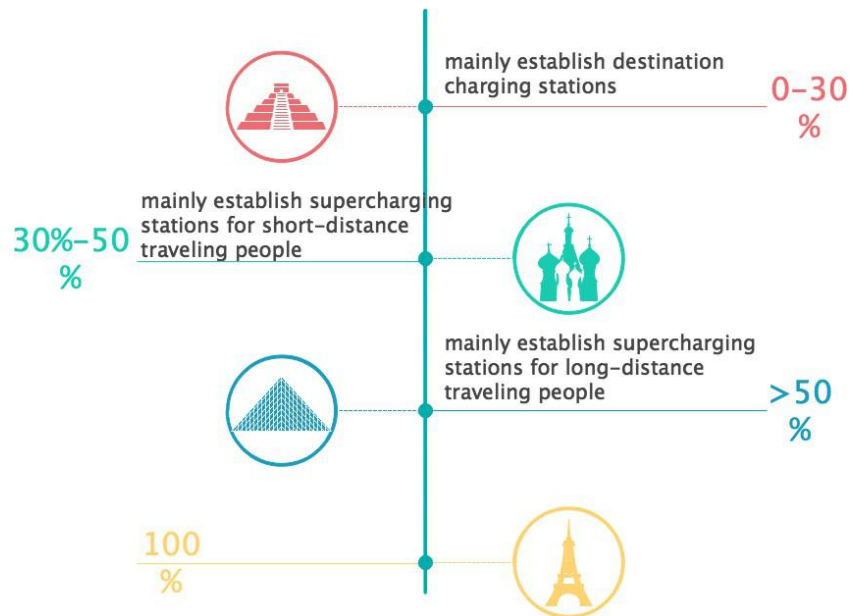 mainly establish destination
charging stations
0–30
%
mainly establish supercharging
stations for short–distance
traveling people
30%–50
%
mainly establish supercharging
stations for long–distance
traveling people
>50
%
100
%